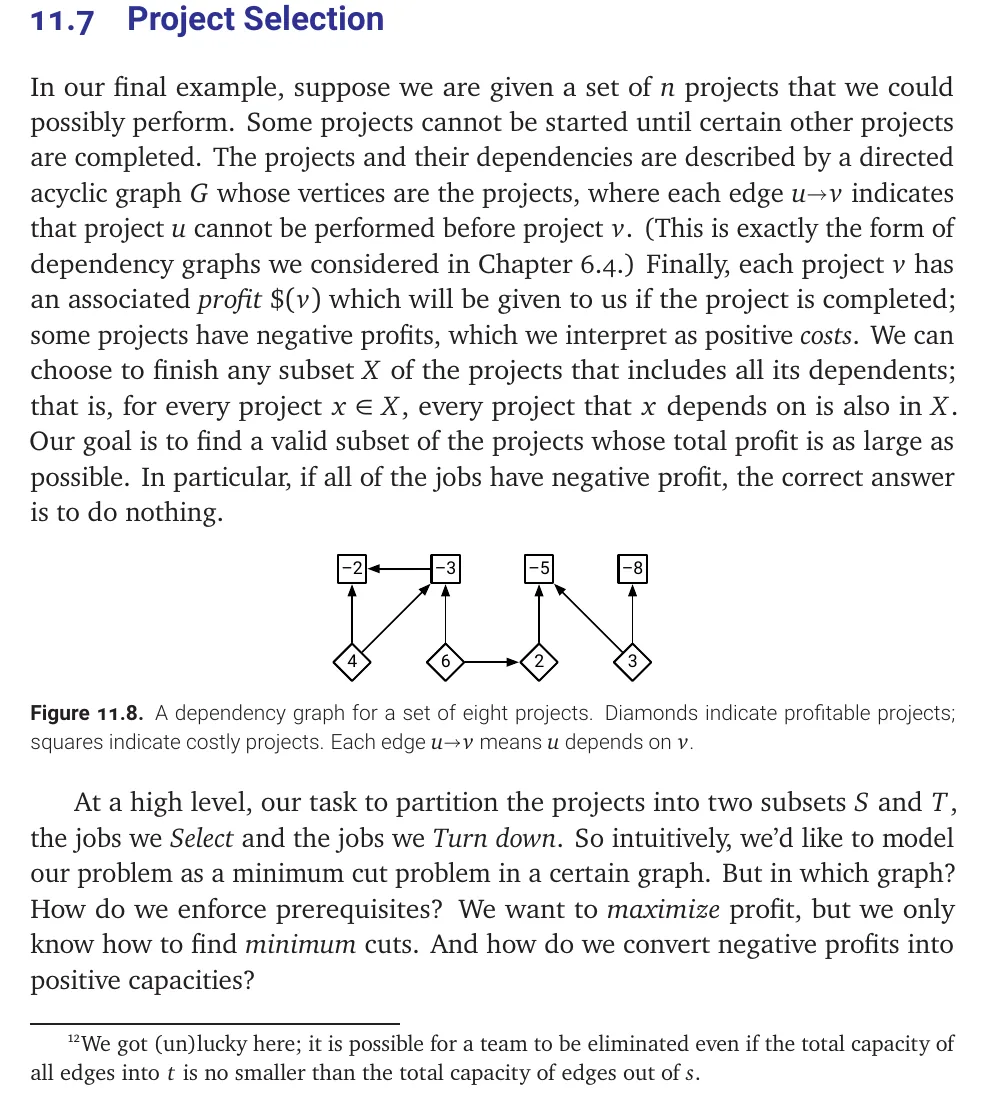 11.7 Project Selection
In our final example, suppose we are given a set of n projects that we could
possibly perform. Some projects cannot be started until certain other projects
are completed. The projects and their dependencies are described by a directed
acyclic graph G whose vertices are the projects, where each edge u→v indicates
that project u cannot be performed before project v. (This is exactly the form of
dependency graphs we considered in Chapter 6.4.) Finally, each project v has
an associated profit $(v) which will be given to us if the project is completed;
some projects have negative profits, which we interpret as positive costs. We can
choose to finish any subset X of the projects that includes all its dependents;
that is, for every project x ∈ X, every project that x depends on is also in X.
Our goal is to find a valid subset of the projects whose total profit is as large as
possible. In particular, if all of the jobs have negative profit, the correct answer
is to do nothing.
−2 −3 −5 −8
4 6 2 3
Figure 11.8. A dependency graph for a set of eight projects. Diamonds indicate profitable projects;
squares indicate costly projects. Each edge u→v means u depends on v.
At a high level, our task to partition the projects into two subsets S and T,
the jobs we Select and the jobs we Turn down. So intuitively, we'd like to model
our problem as a minimum cut problem in a certain graph. But in which graph?
How do we enforce prerequisites? We want to maximize profit, but we only
know how to find minimum cuts. And how do we convert negative profits into
positive capacities?
¹²We got (un)lucky here; it is possible for a team to be eliminated even if the total capacity of
all edges into t is no smaller than the total capacity of edges out of s.